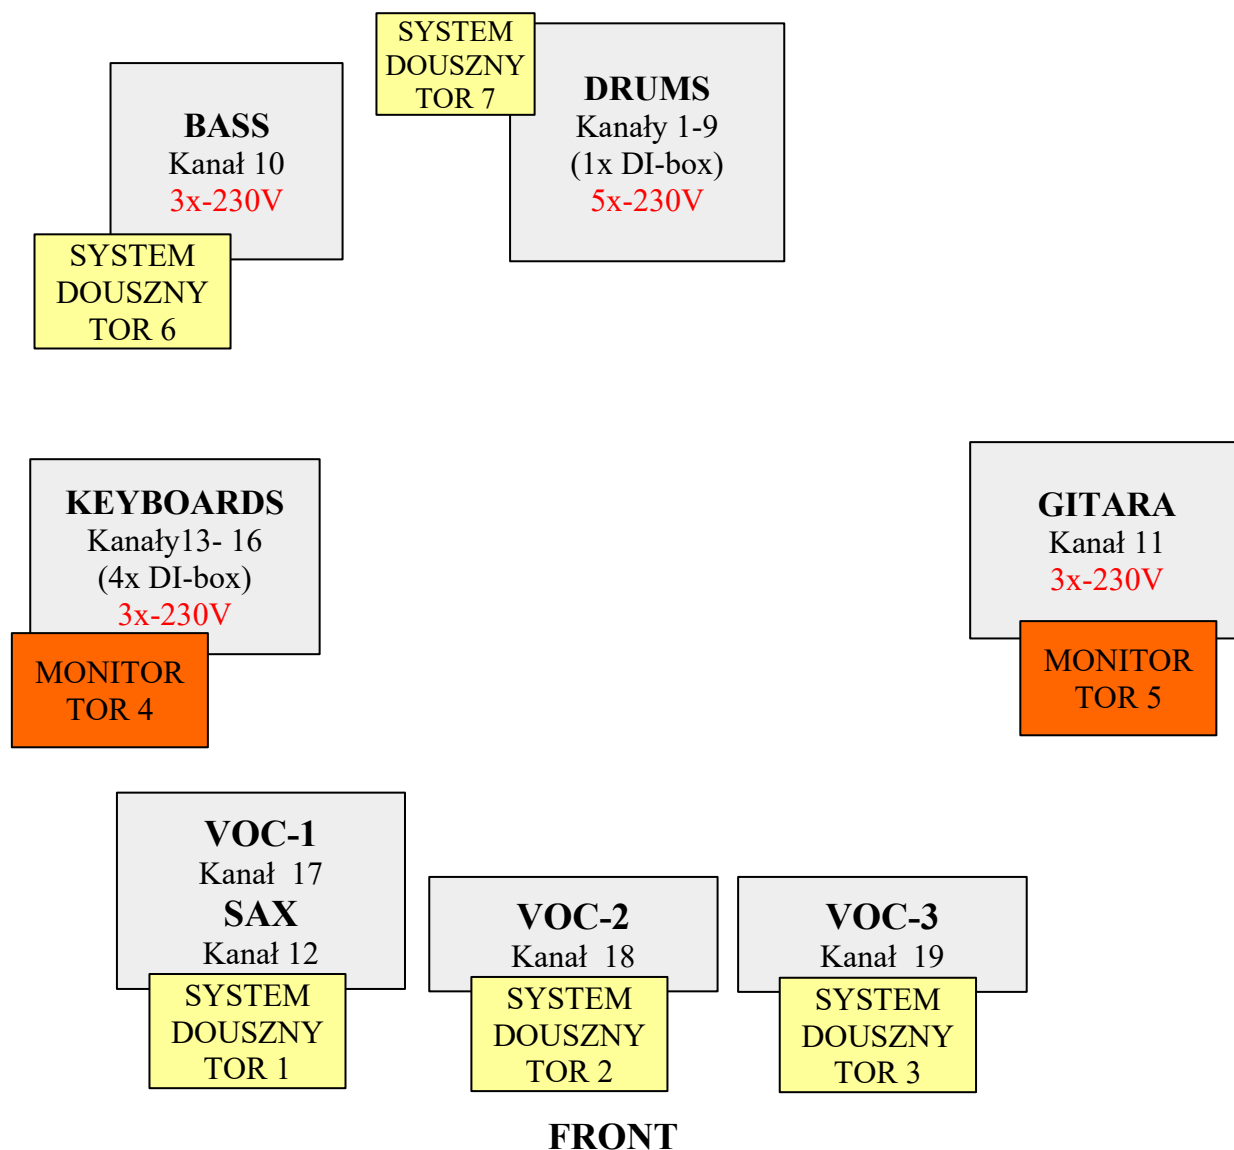 SYSTEM
DOUSZNY
TOR 7
DRUMS
Kanały 1-9
(1x DI-box)
5x-230V
BASS
Kanał 10
3x-230V
SYSTEM
DOUSZNY
TOR 6
KEYBOARDS
Kanały13- 16
(4x DI-box)
3x-230V
MONITOR
TOR 4
GITARA
Kanał 11
3x-230V
MONITOR
TOR 5
VOC-1
Kanał  17
SAX
Kanał 12
SYSTEM
DOUSZNY
TOR 1
VOC-2
Kanał  18
SYSTEM
DOUSZNY
TOR 2
VOC-3
Kanał  19
SYSTEM
DOUSZNY
TOR 3
FRONT